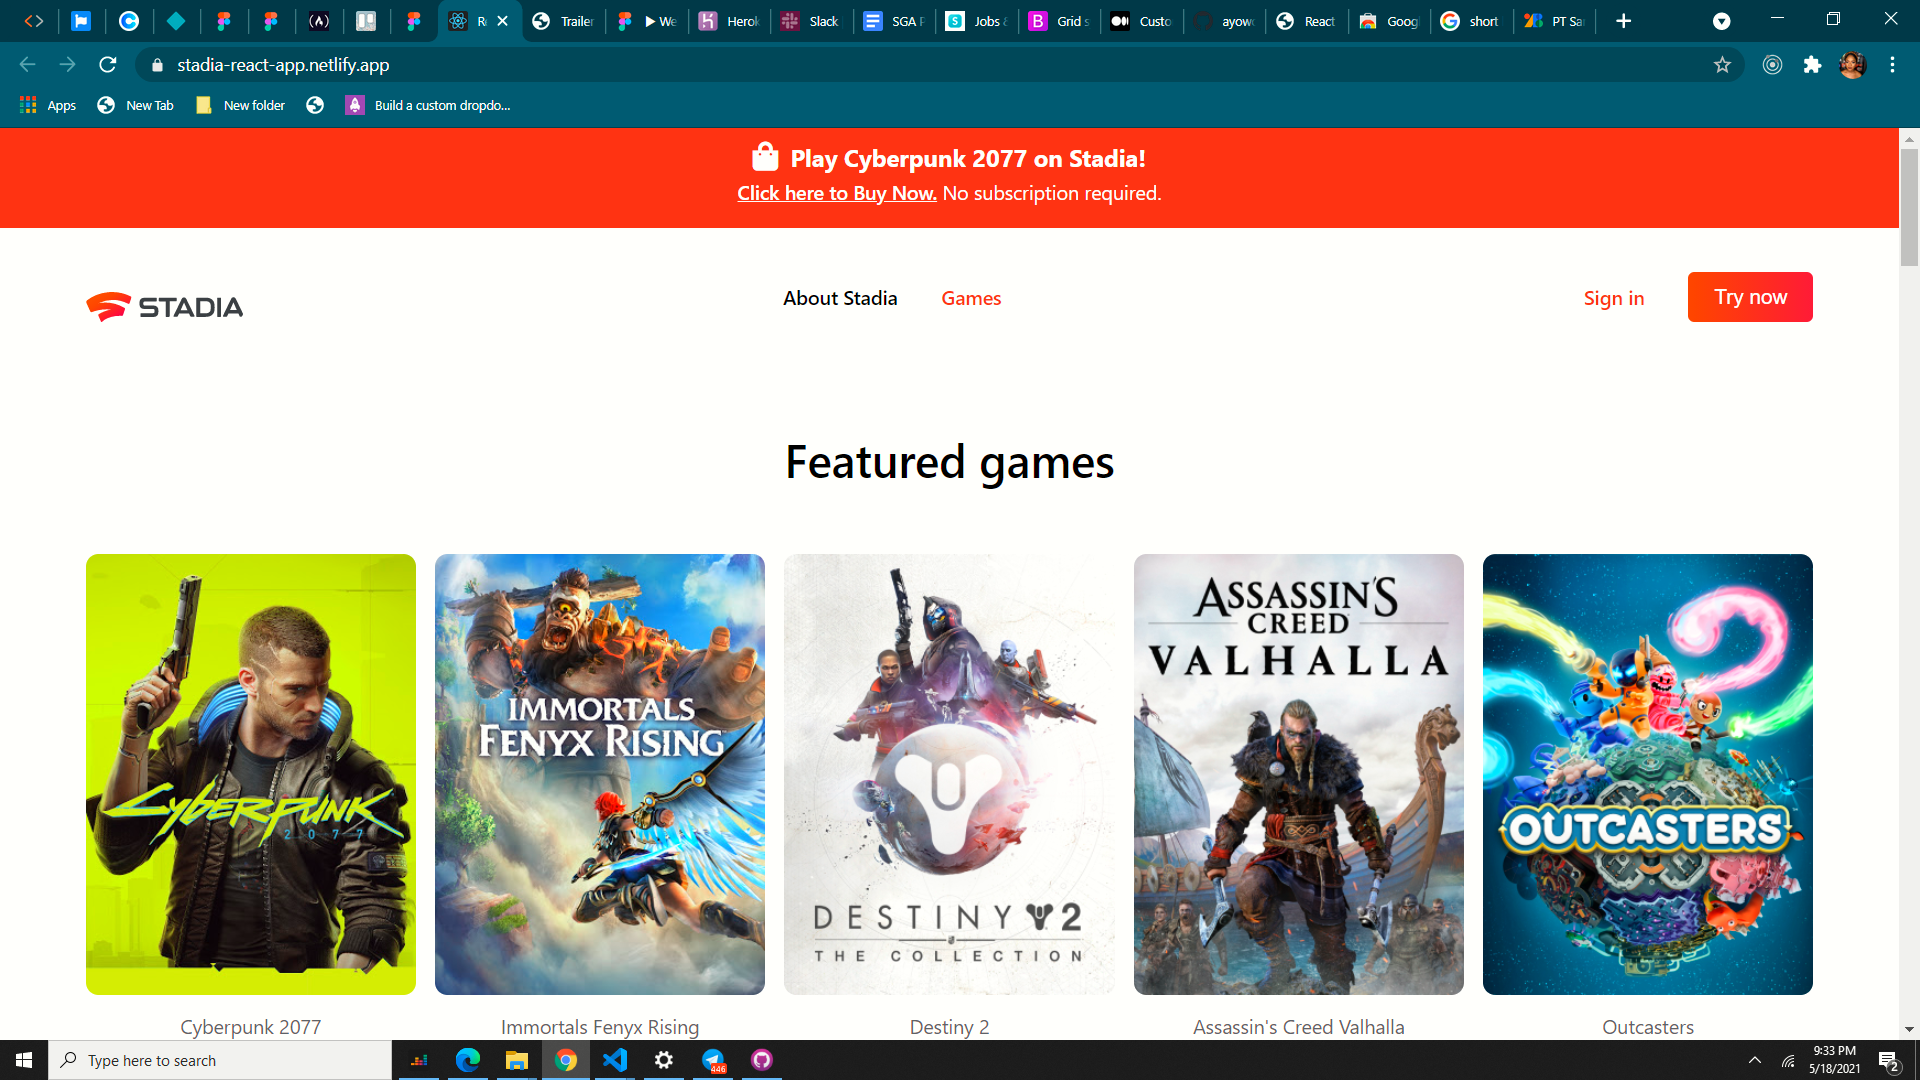 Re
Trailer
▶ We
Herok
Slack
SGA P
Jobs &
Grid s
Custo
ayow
React
Googl
short
PT Sa
stadia-react-app.netlify.app
Apps
New Tab
New folder
Build a custom dropdo...
Play Cyberpunk 2077 on Stadia!
Click here to Buy Now. No subscription required.
STADIA
About Stadia
Games
Sign in
Try now
Featured games
CYBERPUNK
2077
IMMORTALS
FENYX RISING
DESTINY 2
THE COLLECTION
ASSASSIN'S
CREED
VALHALLA
OUTCASTERS
Cyberpunk 2077
Immortals Fenyx Rising
Destiny 2
Assassin's Creed Valhalla
Outcasters
Type here to search
446
9:33 PM
5/18/2021
2